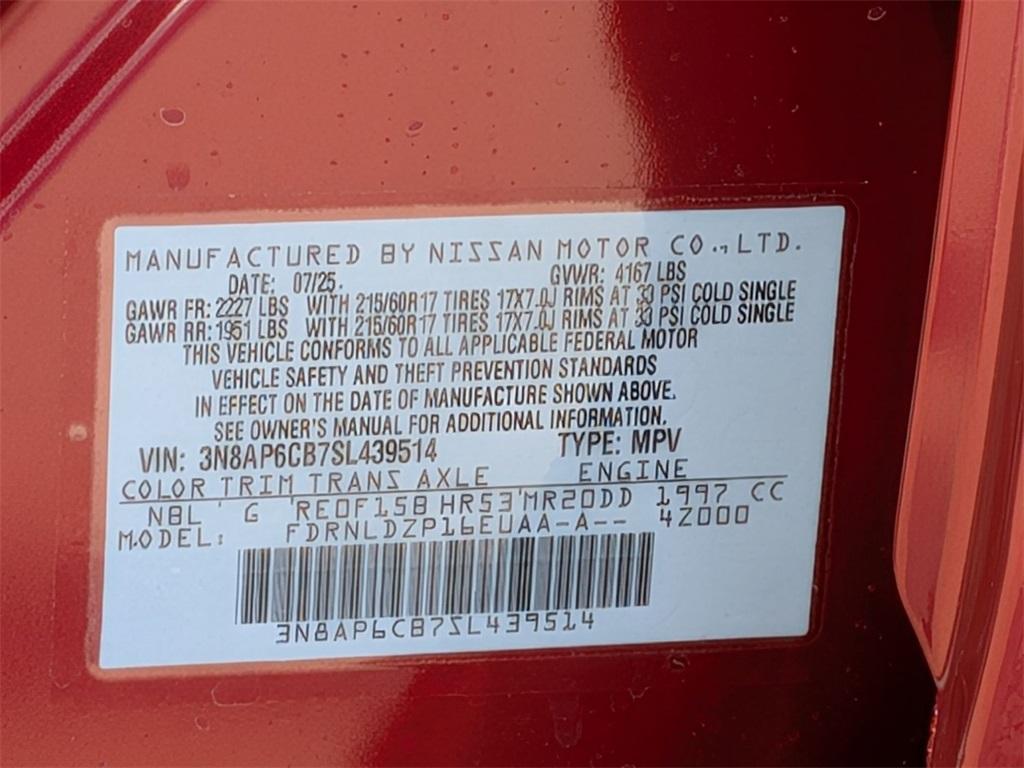 MANUFACTURED BY NISSAN MOTOR CO., LTD.
DATE: 07/25. GVWR: 4167 LBS
GAWR FR: 2227 LBS WITH 215/60R17 TIRES 17X7.0J RIMS AT 33 PSI COLD SINGLE
GAWR RR: 1951 LBS WITH 215/60R17 TIRES 17X7.0J RIMS AT 33 PSI COLD SINGLE
THIS VEHICLE CONFORMS TO ALL APPLICABLE FEDERAL MOTOR
VEHICLE SAFETY AND THEFT PREVENTION STANDARDS
IN EFFECT ON THE DATE OF MANUFACTURE SHOWN ABOVE.
SEE OWNER'S MANUAL FOR ADDITIONAL INFORMATION.
VIN: 3N8AP6CB7SL439514 TYPE: MPV
COLOR TRIM TRANS AXLE ENGINE
NBL G RE0F15B HR53 MR20DD 1997 CC
MODEL: FDRNLDZP16EUAA-A-- 4Z000
3N8AP6CB7SL439514